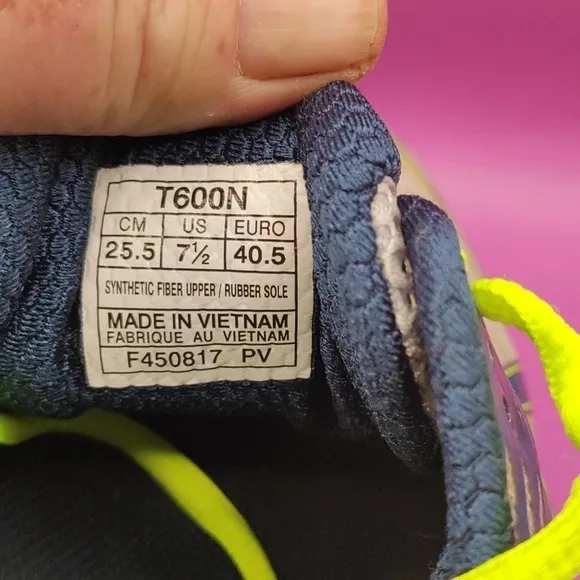 T600N
CM US EURO
25.5 7½ 40.5
SYNTHETIC FIBER UPPER / RUBBER SOLE
MADE IN VIETNAM
FABRIQUE AU VIETNAM
F450817 PV